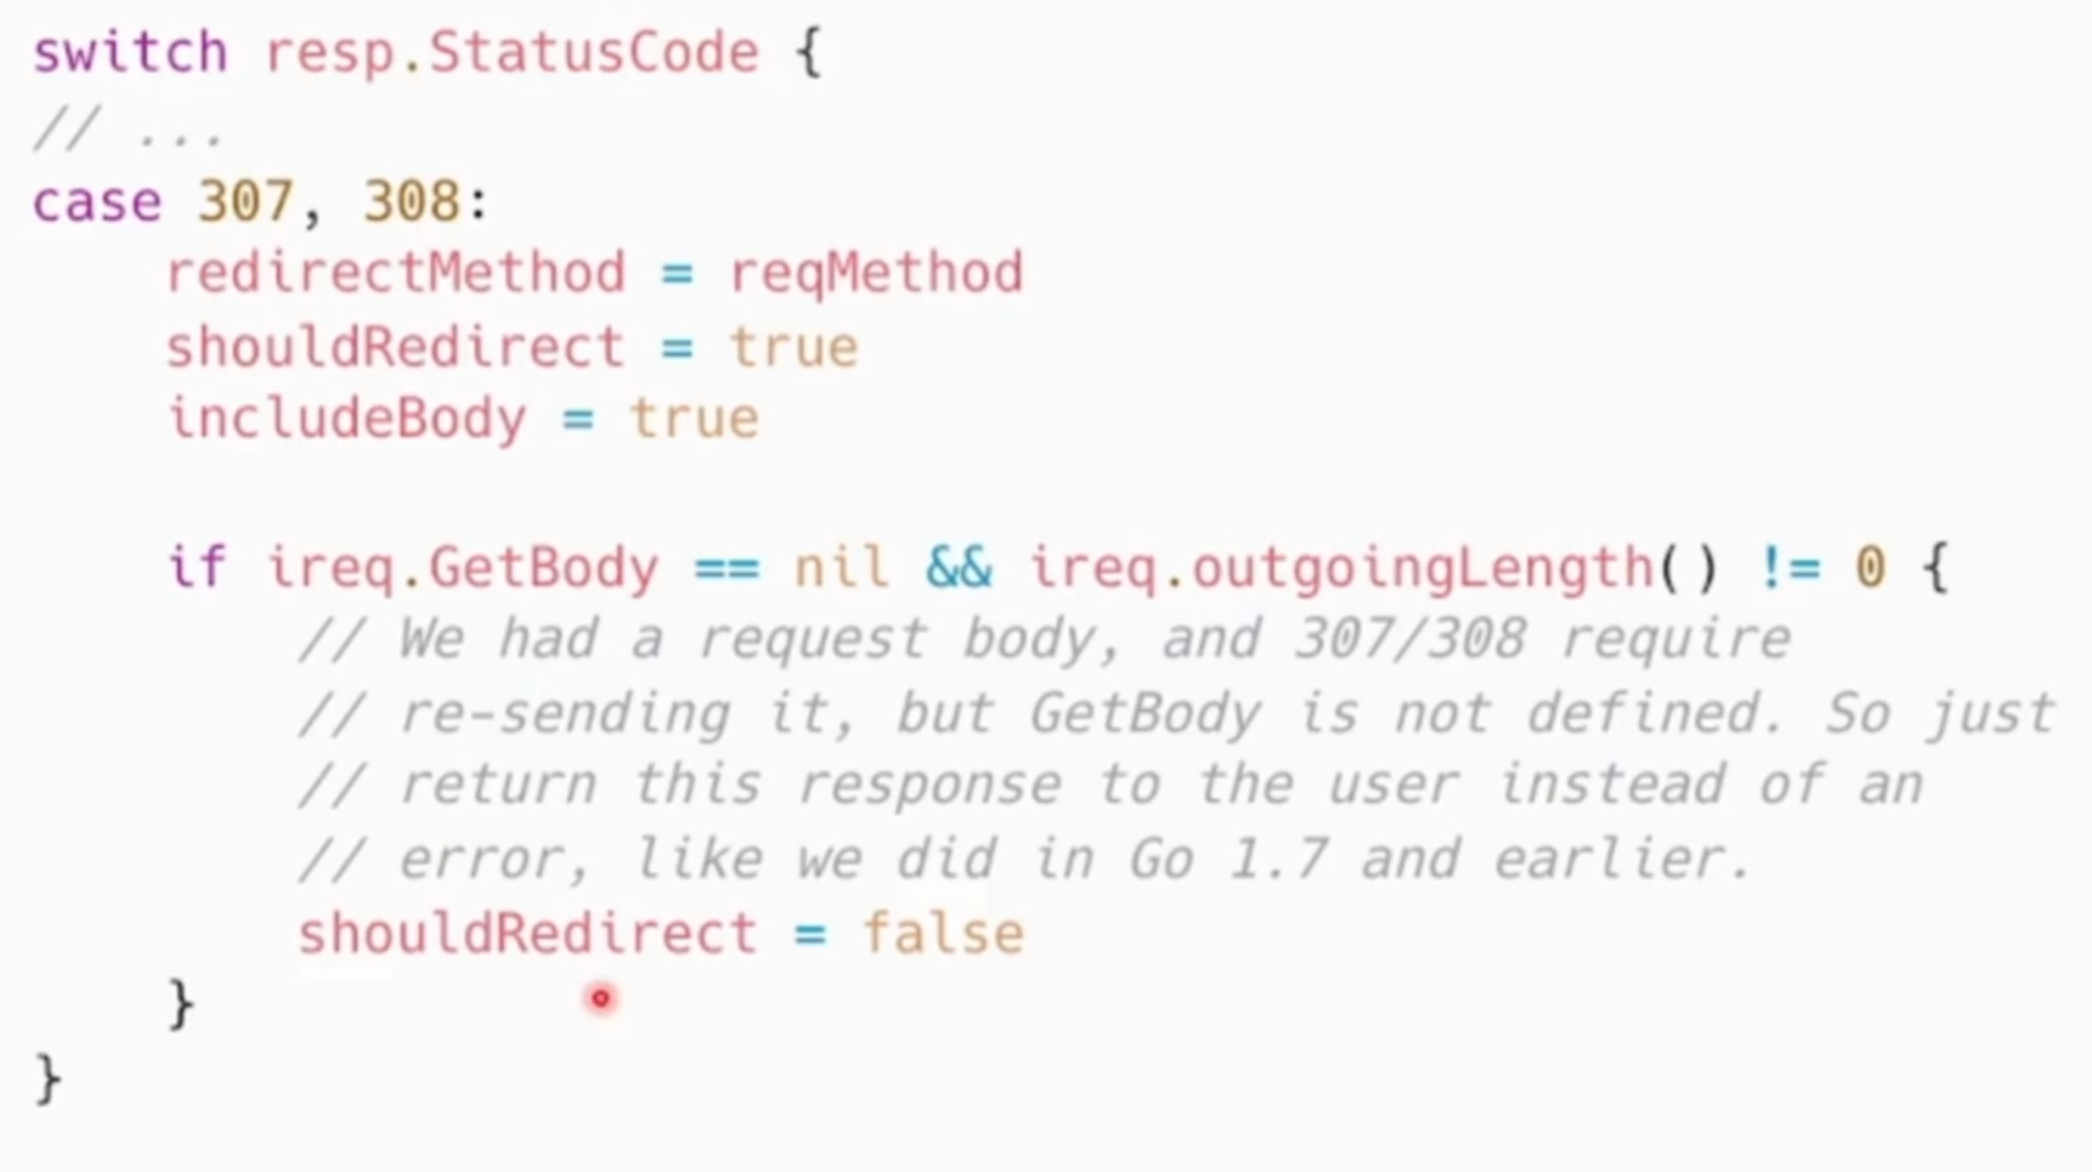 switch resp.StatusCode {
// ...
case 307, 308:
    redirectMethod = reqMethod
    shouldRedirect = true
    includeBody = true

    if ireq.GetBody == nil && ireq.outgoingLength() != 0 {
        // We had a request body, and 307/308 require
        // re-sending it, but GetBody is not defined. So just
        // return this response to the user instead of an
        // error, like we did in Go 1.7 and earlier.
        shouldRedirect = false
    }
}